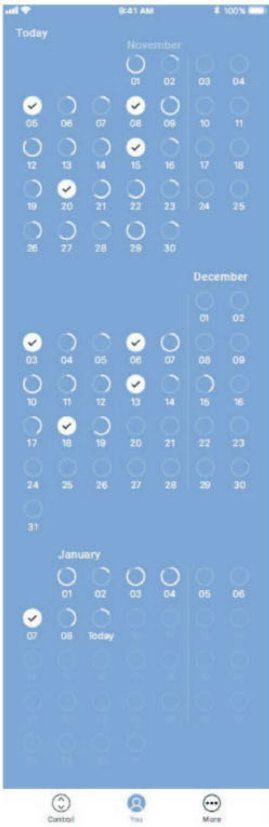 9:41 AM 100%
Today
November
01 02 03 04
05 06 07 08 09 10 11
12 13 14 15 16 17 18
19 20 21 22 23 24 25
26 27 28 29 30
December
01 02
03 04 05 06 07 08 09
10 11 12 13 14 15 16
17 18 19 20 21 22 23
24 25 26 27 28 29 30
31
January
01 02 03 04 05 06
07 08 Today
Control You More